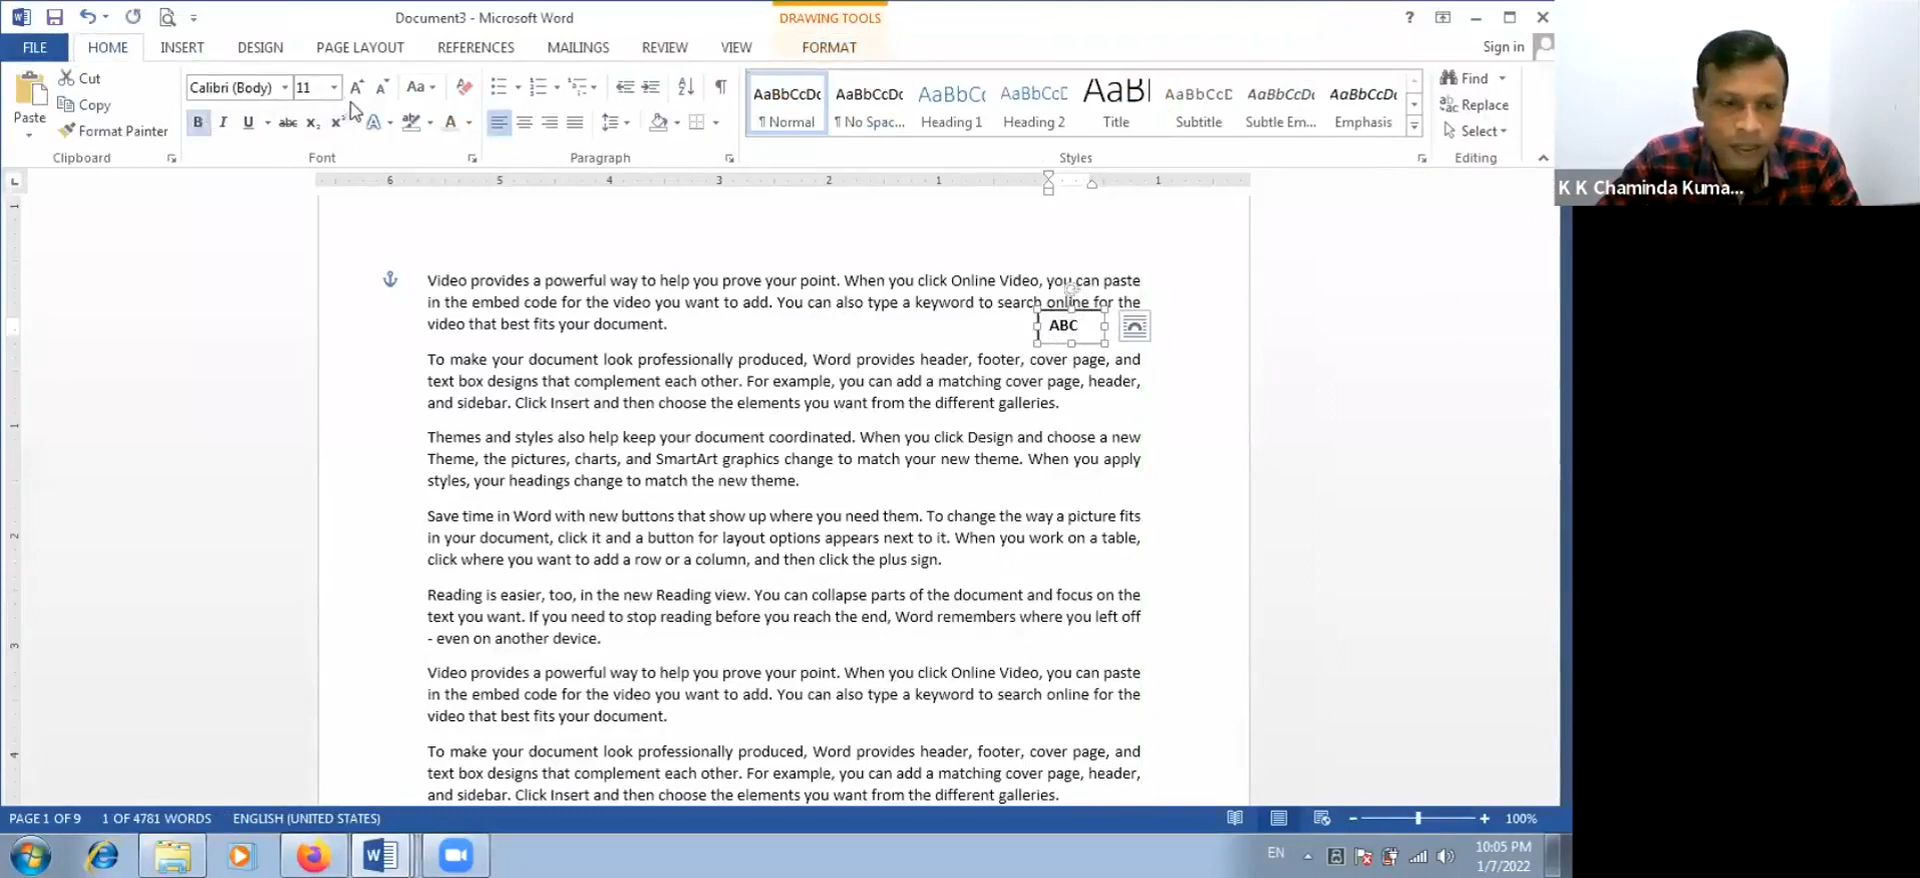 Document3 - Microsoft Word
DRAWING TOOLS
?
FILE HOME INSERT DESIGN PAGE LAYOUT REFERENCES MAILINGS REVIEW VIEW FORMAT
Sign in
Paste
Cut
Copy
Format Painter
Clipboard
Calibri (Body) 11
Aa
B I U abc X₂ X² A ab A
Font
Paragraph
AaBbCcDc AaBbCcDc AaBbCc AaBbCcD AaB AaBbCcD AaBbCcDc AaBbCcDc
¶ Normal ¶ No Spac... Heading 1 Heading 2 Title Subtitle Subtle Em... Emphasis
Styles
Find
Replace
Select
Editing
K K Chaminda Kuma...
6 5 4 3 2 1 1
Video provides a powerful way to help you prove your point. When you click Online Video, you can paste
in the embed code for the video you want to add. You can also type a keyword to search online for the
video that best fits your document.
ABC
To make your document look professionally produced, Word provides header, footer, cover page, and
text box designs that complement each other. For example, you can add a matching cover page, header,
and sidebar. Click Insert and then choose the elements you want from the different galleries.
Themes and styles also help keep your document coordinated. When you click Design and choose a new
Theme, the pictures, charts, and SmartArt graphics change to match your new theme. When you apply
styles, your headings change to match the new theme.
Save time in Word with new buttons that show up where you need them. To change the way a picture fits
in your document, click it and a button for layout options appears next to it. When you work on a table,
click where you want to add a row or a column, and then click the plus sign.
Reading is easier, too, in the new Reading view. You can collapse parts of the document and focus on the
text you want. If you need to stop reading before you reach the end, Word remembers where you left off
- even on another device.
Video provides a powerful way to help you prove your point. When you click Online Video, you can paste
in the embed code for the video you want to add. You can also type a keyword to search online for the
video that best fits your document.
To make your document look professionally produced, Word provides header, footer, cover page, and
text box designs that complement each other. For example, you can add a matching cover page, header,
and sidebar. Click Insert and then choose the elements you want from the different galleries.
1
1
2
3
4
PAGE 1 OF 9 1 OF 4781 WORDS ENGLISH (UNITED STATES)
100%
EN
10:05 PM
1/7/2022